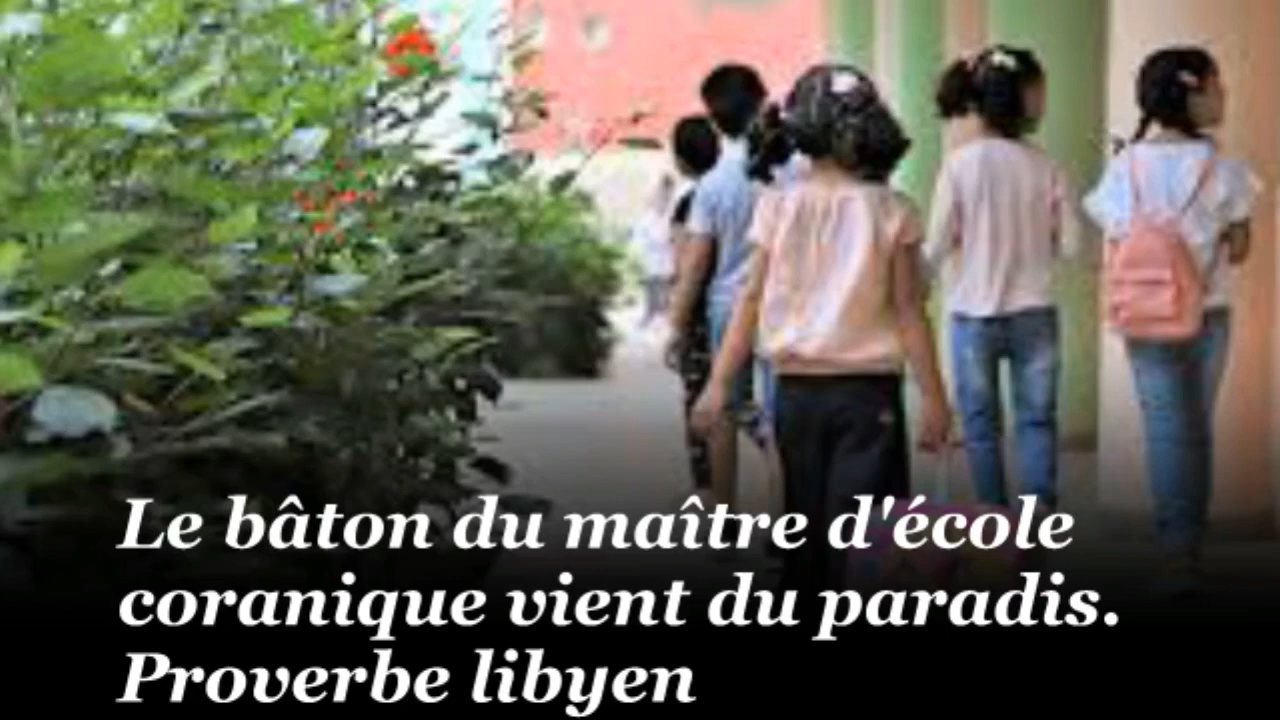 Le bâton du maître d'école
coranique vient du paradis.
Proverbe libyen